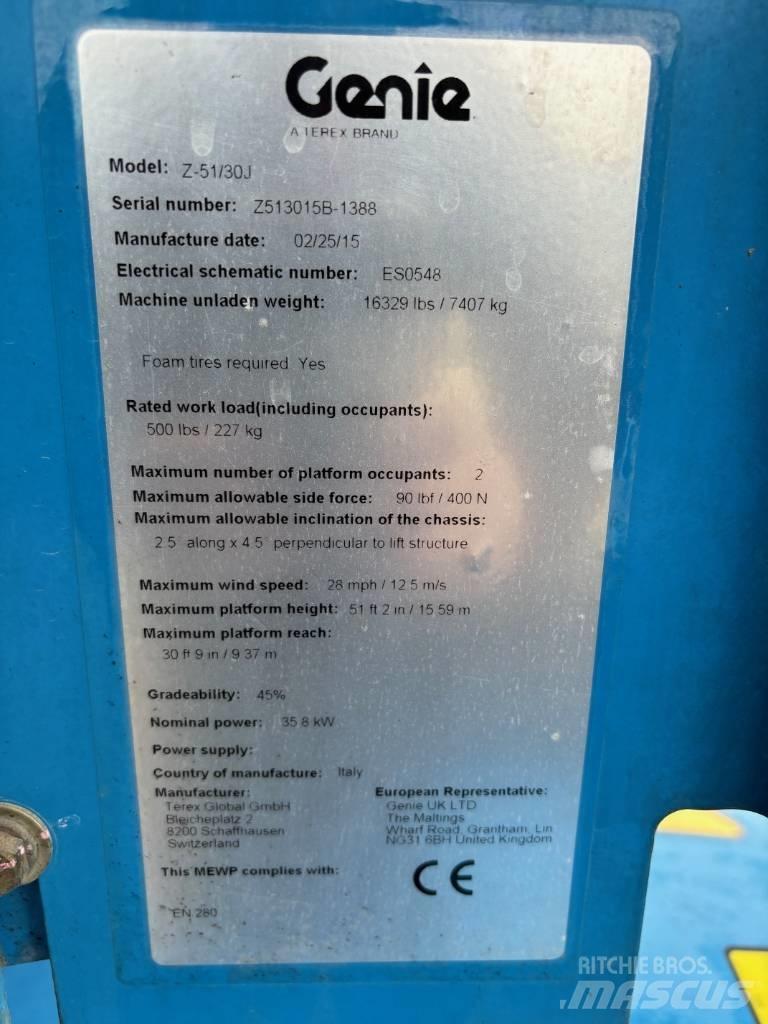 Genie
A TEREX BRAND
Model: Z-51/30J
Serial number: Z513015B-1388
Manufacture date: 02/25/15
Electrical schematic number: ES0548
Machine unladen weight: 16329 lbs / 7407 kg
Foam tires required Yes
Rated work load(including occupants):
500 lbs / 227 kg
Maximum number of platform occupants: 2
Maximum allowable side force: 90 lbf / 400 N
Maximum allowable inclination of the chassis:
2.5 along x 4.5 perpendicular to lift structure
Maximum wind speed: 28 mph / 12.5 m/s
Maximum platform height: 51 ft 2 in / 15.59 m
Maximum platform reach:
30 ft 9 in / 9.37 m
Gradeability: 45%
Nominal power: 35.8 kW
Power supply:
Country of manufacture: Italy
Manufacturer:
Terex Global GmbH
Bleicheplatz 2
8200 Schaffhausen
Switzerland
European Representative:
Genie UK LTD
The Maltings
Wharf Road, Grantham, Lin
NG31 6BH United Kingdom
This MEWP complies with: CE
EN 280
RITCHIE BROS.
MASCUS